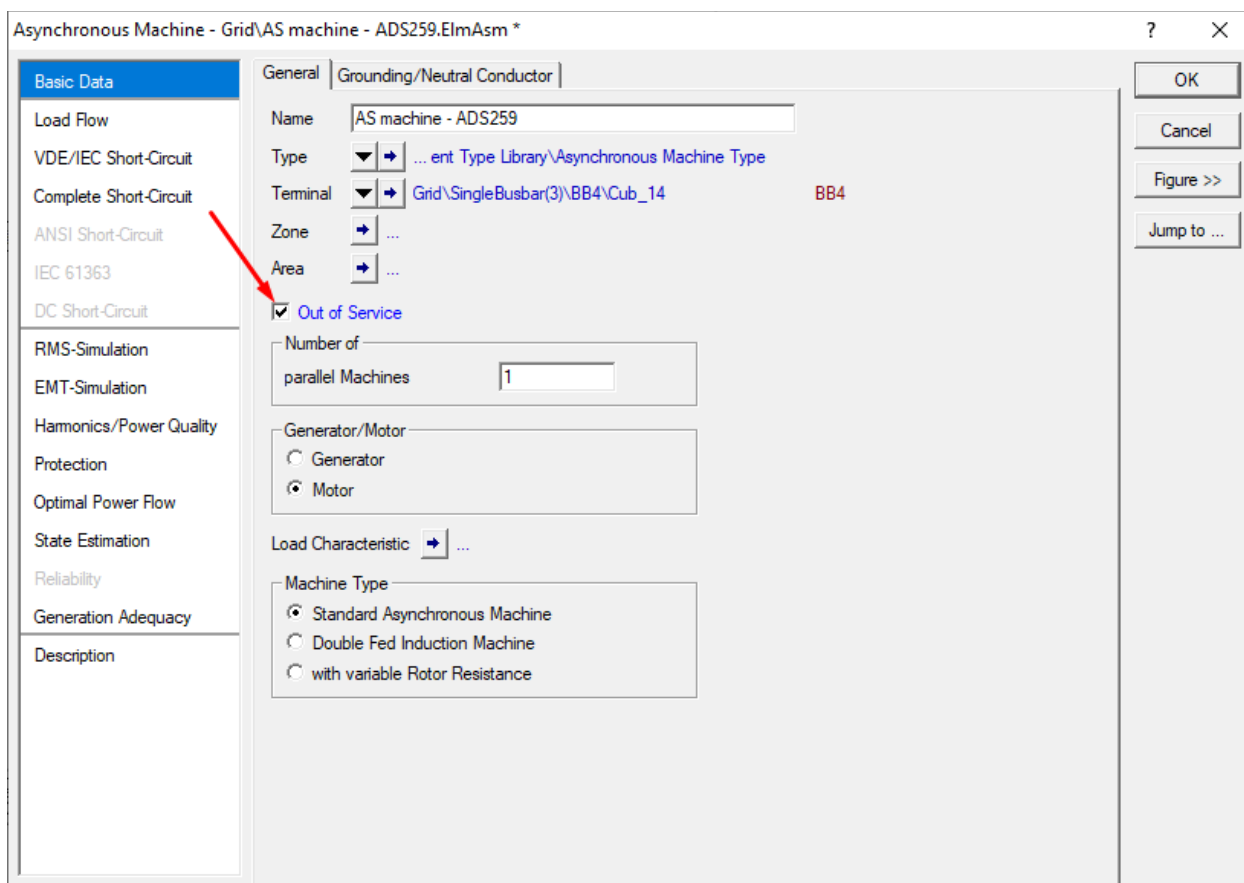 Asynchronous Machine - Grid\AS machine - ADS259.ElmAsm *
?
Basic Data
Load Flow
VDE/IEC Short-Circuit
Complete Short-Circuit
ANSI Short-Circuit
IEC 61363
DC Short-Circuit
RMS-Simulation
EMT-Simulation
Harmonics/Power Quality
Protection
Optimal Power Flow
State Estimation
Reliability
Generation Adequacy
Description
General Grounding/Neutral Conductor
Name AS machine - ADS259
Type ... ent Type Library\Asynchronous Machine Type
Terminal Grid\SingleBusbar(3)\BB4\Cub_14 BB4
Zone ...
Area ...
Out of Service
Number of
parallel Machines 1
Generator/Motor
Generator
Motor
Load Characteristic ...
Machine Type
Standard Asynchronous Machine
Double Fed Induction Machine
with variable Rotor Resistance
OK
Cancel
Figure >>
Jump to ...